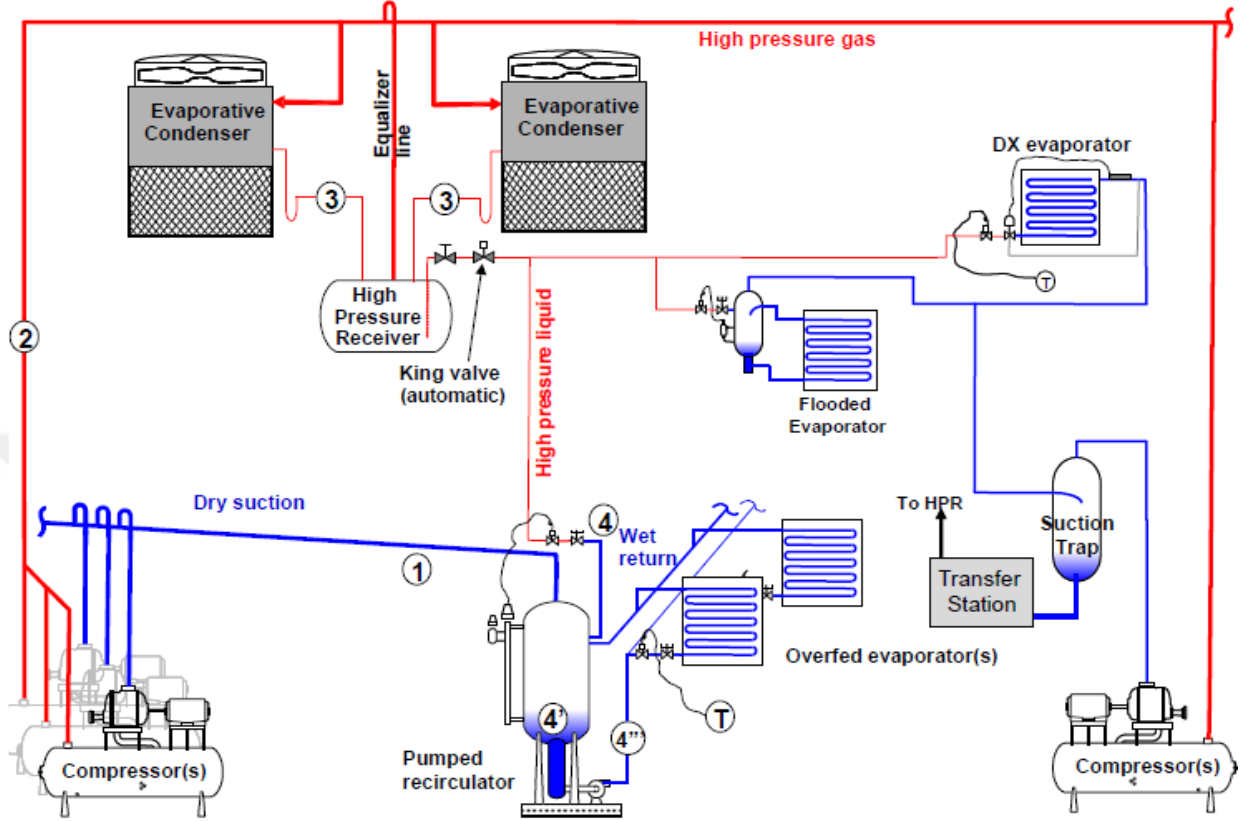 High pressure gas
Evaporative
Condenser
Equalizer
line
Evaporative
Condenser
DX evaporator
3
3
T
High
Pressure
Receiver
2
King valve
(automatic)
High pressure liquid
Flooded
Evaporator
Dry suction
4
Wet
return
To HPR
Suction
Trap
1
Transfer
Station
Overfed evaporator(s)
4'
T
4"'
Pumped
recirculator
Compressor(s)
Compressor(s)